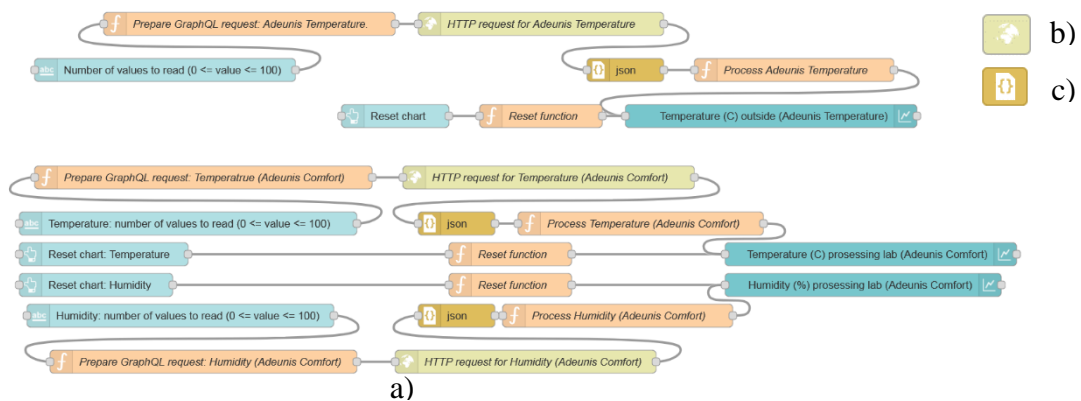 Prepare GraphQL request: Adeunis Temperature.
HTTP request for Adeunis Temperature
b)
abc
Number of values to read (0 <= value <= 100)
{}
json
Process Adeunis Temperature
{}
c)
Reset chart
Reset function
Temperature (C) outside (Adeunis Temperature)
Prepare GraphQL request: Temperatrue (Adeunis Comfort)
HTTP request for Temperature (Adeunis Comfort)
abc
Temperature: number of values to read (0 <= value <= 100)
{}
json
Process Temperature (Adeunis Comfort)
Reset chart: Temperature
Reset function
Temperature (C) prosessing lab (Adeunis Comfort)
Reset chart: Humidity
Reset function
Humidity (%) prosessing lab (Adeunis Comfort)
abc
Humidity: number of values to read (0 <= value <= 100)
{}
json
Process Humidity (Adeunis Comfort)
Prepare GraphQL request: Humidity (Adeunis Comfort)
HTTP request for Humidity (Adeunis Comfort)
a)